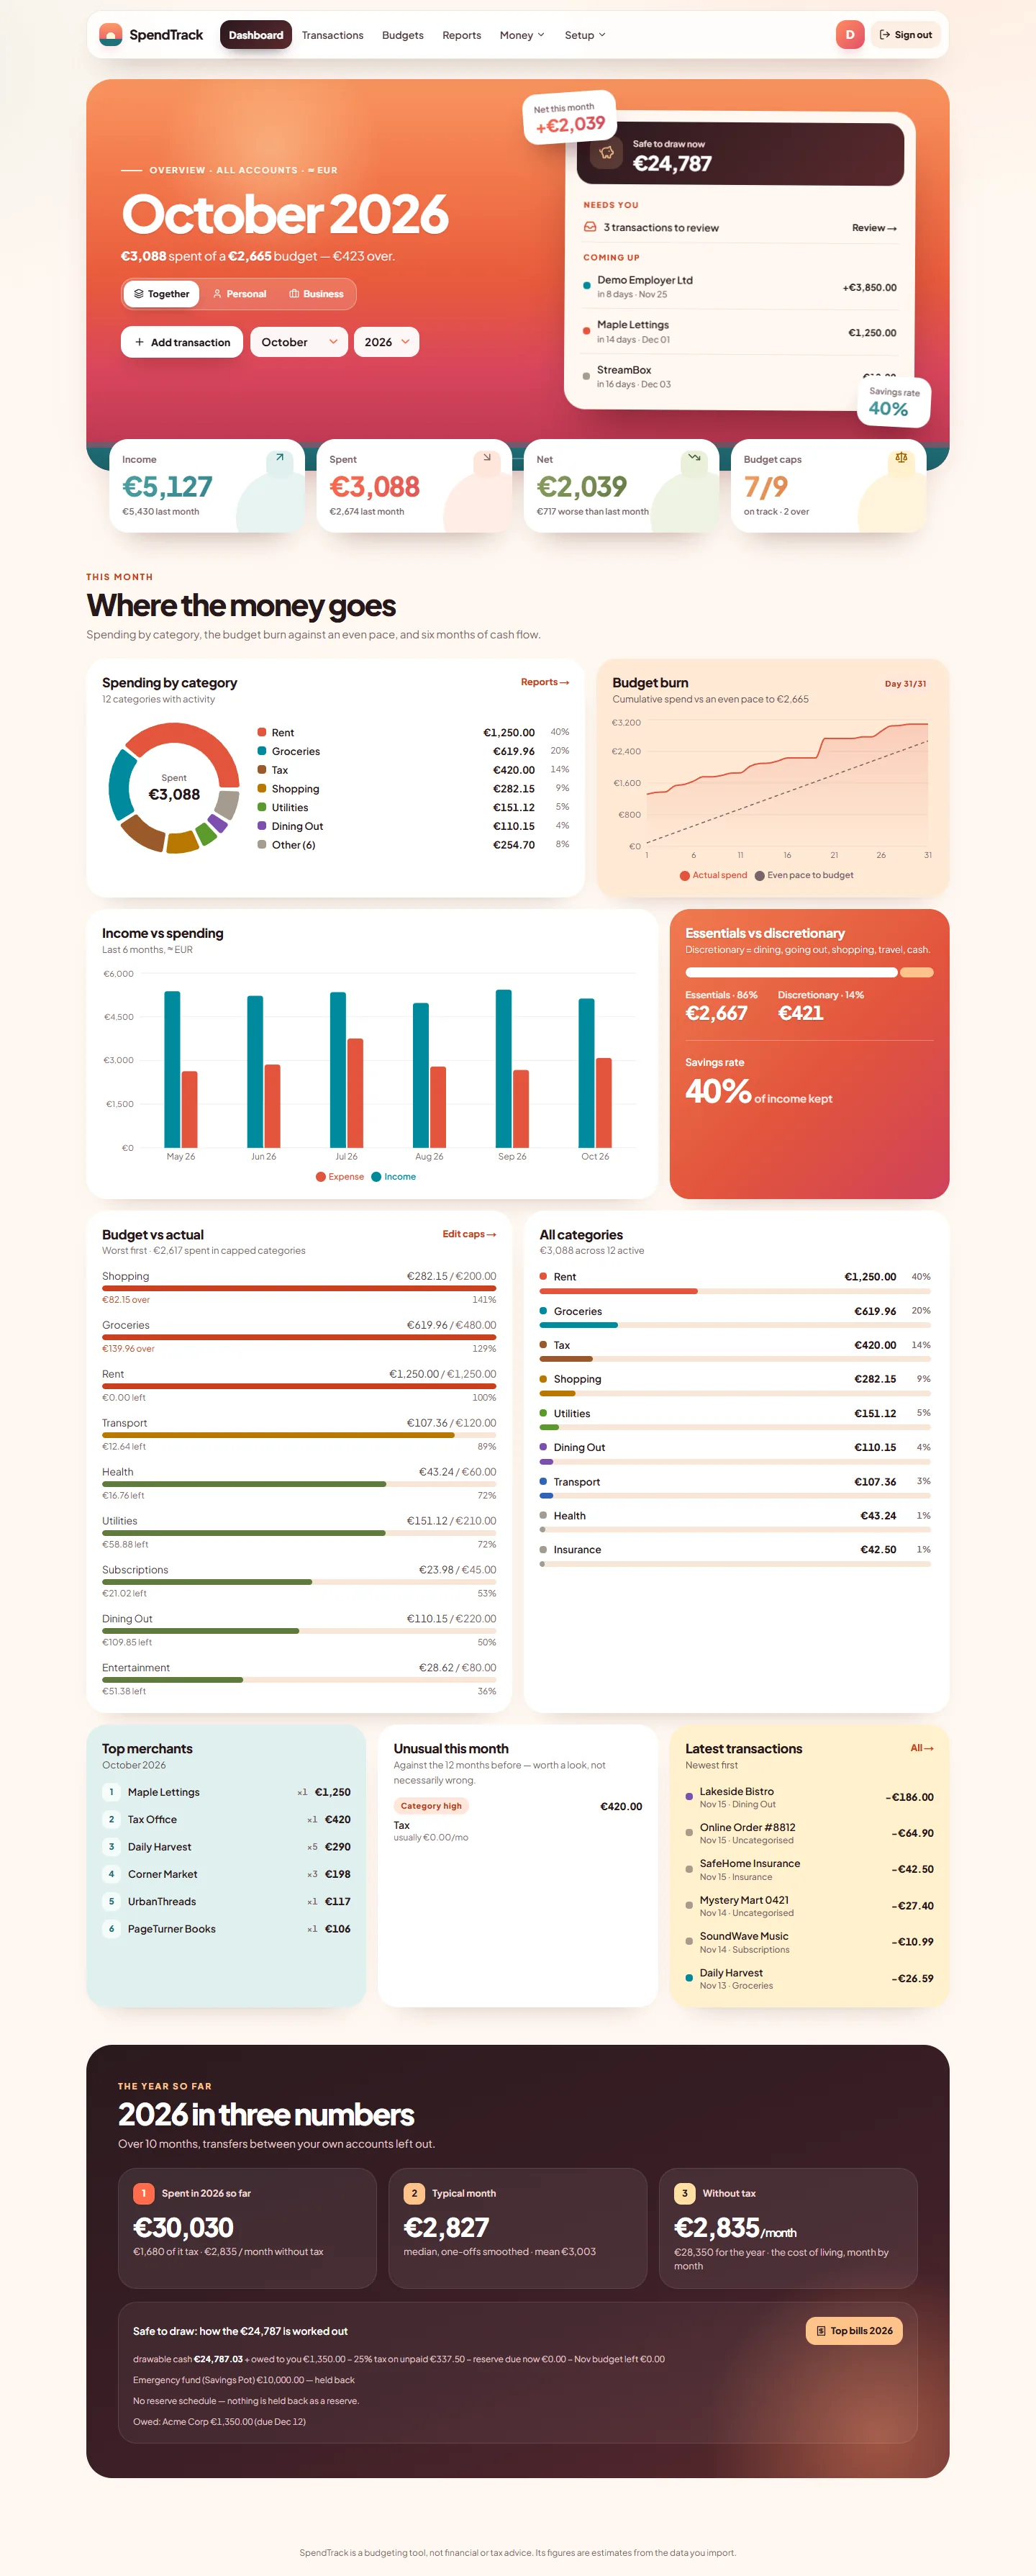 SpendTrack
Dashboard
Transactions
Budgets
Reports
Money
Setup
D
Sign out
OVERVIEW · ALL ACCOUNTS · ≈ EUR
October 2026
€3,088 spent of a €2,665 budget — €423 over.
Together
Personal
Business
+ Add transaction
October
2026
Net this month
+€2,039
Safe to draw now
€24,787
NEEDS YOU
3 transactions to review
Review →
COMING UP
Demo Employer Ltd
in 8 days · Nov 25
+€3,850.00
Maple Lettings
in 14 days · Dec 01
€1,250.00
StreamBox
in 16 days · Dec 03
Savings rate
40%
Income
€5,127
€5,430 last month
Spent
€3,088
€2,674 last month
Net
€2,039
€717 worse than last month
Budget caps
7/9
on track · 2 over
THIS MONTH
Where the money goes
Spending by category, the budget burn against an even pace, and six months of cash flow.
Spending by category
Reports →
12 categories with activity
Spent
€3,088
Rent €1,250.00 40%
Groceries €619.96 20%
Tax €420.00 14%
Shopping €282.15 9%
Utilities €151.12 5%
Dining Out €110.15 4%
Other (6) €254.70 8%
Budget burn
Day 31/31
Cumulative spend vs an even pace to €2,665
€3,200
€2,400
€1,600
€800
€0
1 6 11 16 21 26 31
Actual spend
Even pace to budget
Income vs spending
Last 6 months, ≈ EUR
€6,000
€4,500
€3,000
€1,500
€0
May 26 Jun 26 Jul 26 Aug 26 Sep 26 Oct 26
Expense
Income
Essentials vs discretionary
Discretionary = dining, going out, shopping, travel, cash.
Essentials · 86%
€2,667
Discretionary · 14%
€421
Savings rate
40% of income kept
Budget vs actual
Edit caps →
Worst first · €2,617 spent in capped categories
Shopping €282.15 / €200.00
€82.15 over 141%
Groceries €619.96 / €480.00
€139.96 over 129%
Rent €1,250.00 / €1,250.00
€0.00 left 100%
Transport €107.36 / €120.00
€12.64 left 89%
Health €43.24 / €60.00
€16.76 left 72%
Utilities €151.12 / €210.00
€58.88 left 72%
Subscriptions €23.98 / €45.00
€21.02 left 53%
Dining Out €110.15 / €220.00
€109.85 left 50%
Entertainment €28.62 / €80.00
€51.38 left 36%
All categories
€3,088 across 12 active
Rent €1,250.00 40%
Groceries €619.96 20%
Tax €420.00 14%
Shopping €282.15 9%
Utilities €151.12 5%
Dining Out €110.15 4%
Transport €107.36 3%
Health €43.24 1%
Insurance €42.50 1%
Top merchants
October 2026
1 Maple Lettings ×1 €1,250
2 Tax Office ×1 €420
3 Daily Harvest ×5 €290
4 Corner Market ×3 €198
5 UrbanThreads ×1 €117
6 PageTurner Books ×1 €106
Unusual this month
Against the 12 months before — worth a look, not
necessarily wrong.
Category high €420.00
Tax
usually €0.00/mo
Latest transactions
All →
Newest first
Lakeside Bistro
Nov 15 · Dining Out
-€186.00
Online Order #8812
Nov 15 · Uncategorised
-€64.90
SafeHome Insurance
Nov 15 · Insurance
-€42.50
Mystery Mart 0421
Nov 14 · Uncategorised
-€27.40
SoundWave Music
Nov 14 · Subscriptions
-€10.99
Daily Harvest
Nov 13 · Groceries
-€26.59
THE YEAR SO FAR
2026 in three numbers
Over 10 months, transfers between your own accounts left out.
1 Spent in 2026 so far
€30,030
€1,680 of it tax · €2,835 / month without tax
2 Typical month
€2,827
median, one-offs smoothed · mean €3,003
3 Without tax
€2,835 /month
€28,350 for the year · the cost of living, month by
month
Safe to draw: how the €24,787 is worked out
Top bills 2026
drawable cash €24,787.03 + owed to you €1,350.00 − 25% tax on unpaid €337.50 − reserve due now €0.00 − Nov budget left €0.00
Emergency fund (Savings Pot) €10,000.00 — held back
No reserve schedule — nothing is held back as a reserve.
Owed: Acme Corp €1,350.00 (due Dec 12)
SpendTrack is a budgeting tool, not financial or tax advice. Its figures are estimates from the data you import.